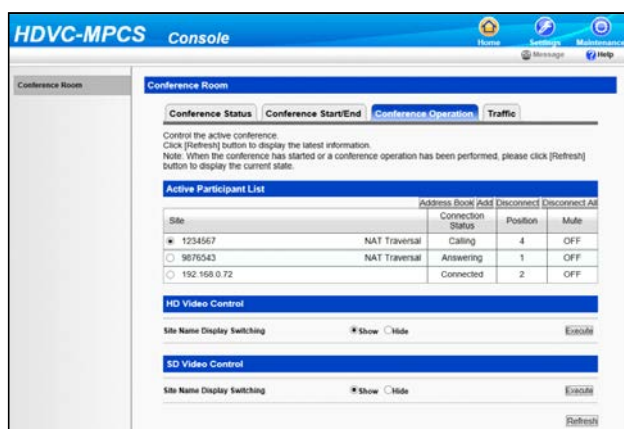 HDVC-MPCS Console
Home Settings Maintenance
Message Help
Conference Room
Conference Room
Conference Status Conference Start/End Conference Operation Traffic
Control the active conference.
Click [Refresh] button to display the latest information.
Note: When the conference has started or a conference operation has been performed, please click [Refresh]
button to display the current state.
Active Participant List
Address Book Add Disconnect Disconnect All
Site Connection Status Position Mute
1234567 NAT Traversal Calling 4 OFF
9876543 NAT Traversal Answering 1 OFF
192.168.0.72 Connected 2 OFF
HD Video Control
Site Name Display Switching Show Hide Execute
SD Video Control
Site Name Display Switching Show Hide Execute
Refresh